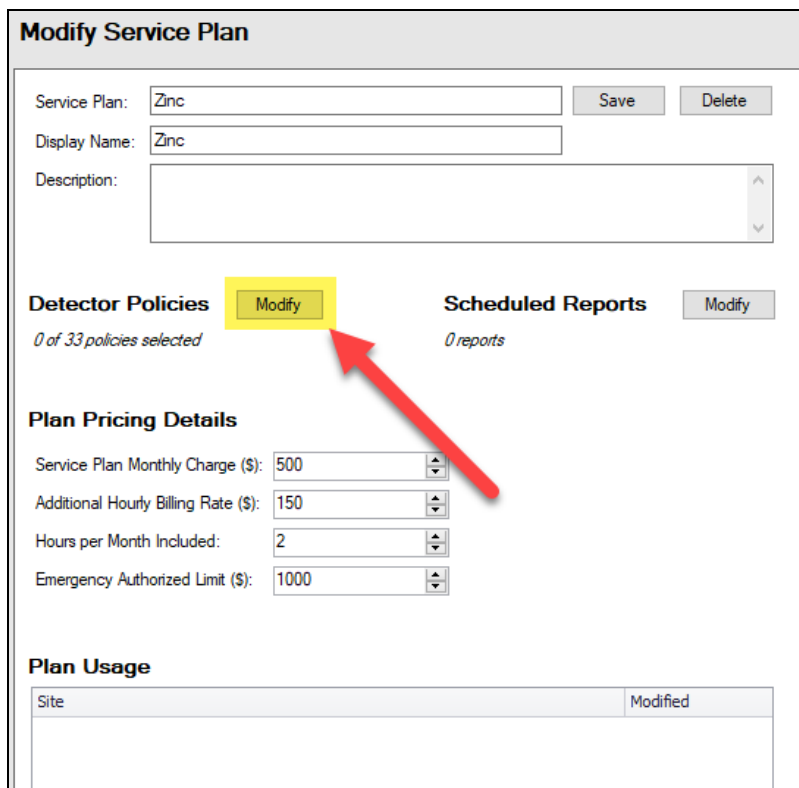 Modify Service Plan
Service Plan: Zinc Save Delete
Display Name: Zinc
Description:
Detector Policies Modify Scheduled Reports Modify
0 of 33 policies selected 0 reports
Plan Pricing Details
Service Plan Monthly Charge ($): 500
Additional Hourly Billing Rate ($): 150
Hours per Month Included: 2
Emergency Authorized Limit ($): 1000
Plan Usage
Site Modified